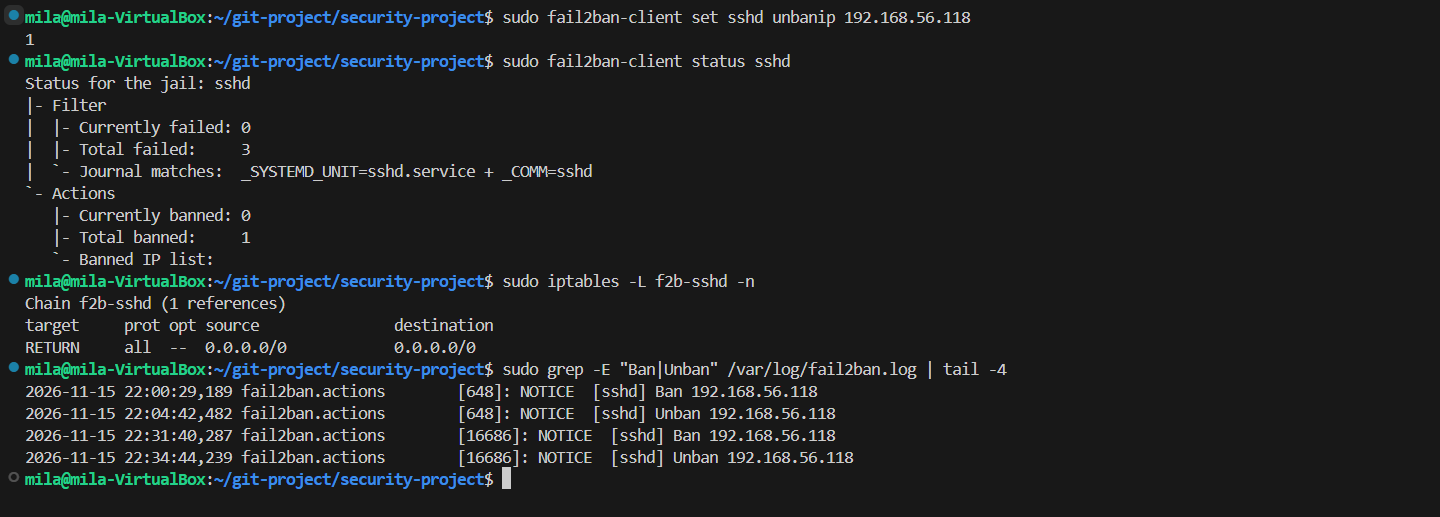 mila@mila-VirtualBox:~/git-project/security-project$ sudo fail2ban-client set sshd unbanip 192.168.56.118
1
mila@mila-VirtualBox:~/git-project/security-project$ sudo fail2ban-client status sshd
Status for the jail: sshd
|- Filter
|  |- Currently failed: 0
|  |- Total failed:     3
|  `- Journal matches:  _SYSTEMD_UNIT=sshd.service + _COMM=sshd
`- Actions
   |- Currently banned: 0
   |- Total banned:     1
   `- Banned IP list:
mila@mila-VirtualBox:~/git-project/security-project$ sudo iptables -L f2b-sshd -n
Chain f2b-sshd (1 references)
target     prot opt source               destination
RETURN     all  --  0.0.0.0/0            0.0.0.0/0
mila@mila-VirtualBox:~/git-project/security-project$ sudo grep -E "Ban|Unban" /var/log/fail2ban.log | tail -4
2026-11-15 22:00:29,189 fail2ban.actions        [648]: NOTICE  [sshd] Ban 192.168.56.118
2026-11-15 22:04:42,482 fail2ban.actions        [648]: NOTICE  [sshd] Unban 192.168.56.118
2026-11-15 22:31:40,287 fail2ban.actions        [16686]: NOTICE  [sshd] Ban 192.168.56.118
2026-11-15 22:34:44,239 fail2ban.actions        [16686]: NOTICE  [sshd] Unban 192.168.56.118
mila@mila-VirtualBox:~/git-project/security-project$